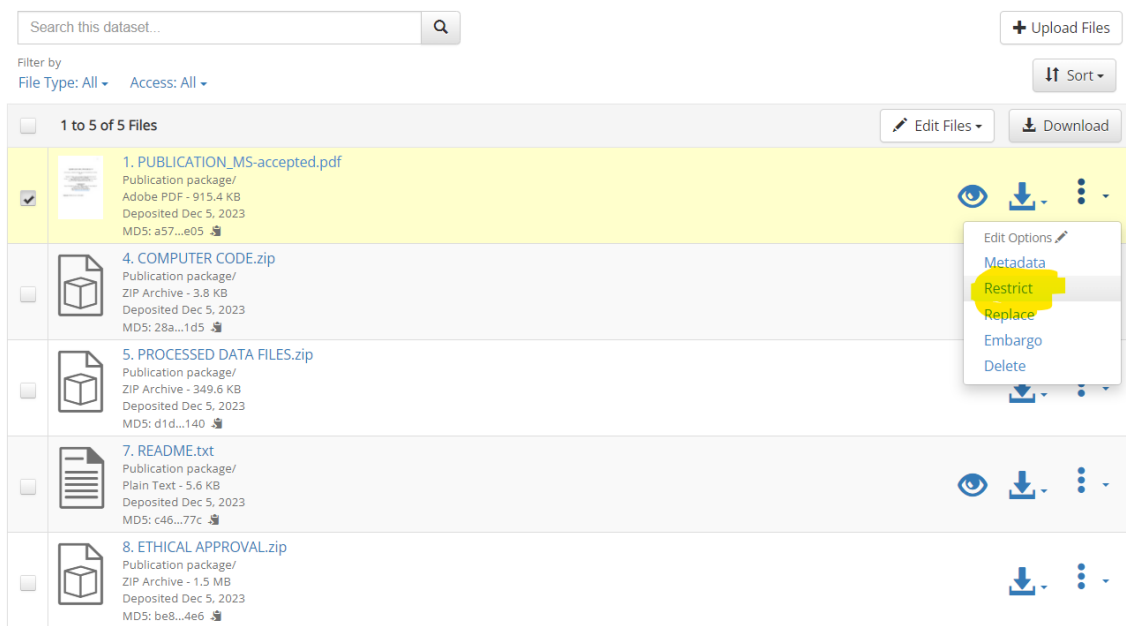 Search this dataset...
+ Upload Files
Filter by
File Type: All
Access: All
Sort
1 to 5 of 5 Files
Edit Files
Download
1. PUBLICATION_MS-accepted.pdf
Publication package/
Adobe PDF - 915.4 KB
Deposited Dec 5, 2023
MD5: a57...e05
Edit Options
Metadata
Restrict
Replace
Embargo
Delete
4. COMPUTER CODE.zip
Publication package/
ZIP Archive - 3.8 KB
Deposited Dec 5, 2023
MD5: 28a...1d5
5. PROCESSED DATA FILES.zip
Publication package/
ZIP Archive - 349.6 KB
Deposited Dec 5, 2023
MD5: d1d...140
7. README.txt
Publication package/
Plain Text - 5.6 KB
Deposited Dec 5, 2023
MD5: c46...77c
8. ETHICAL APPROVAL.zip
Publication package/
ZIP Archive - 1.5 MB
Deposited Dec 5, 2023
MD5: be8...4e6